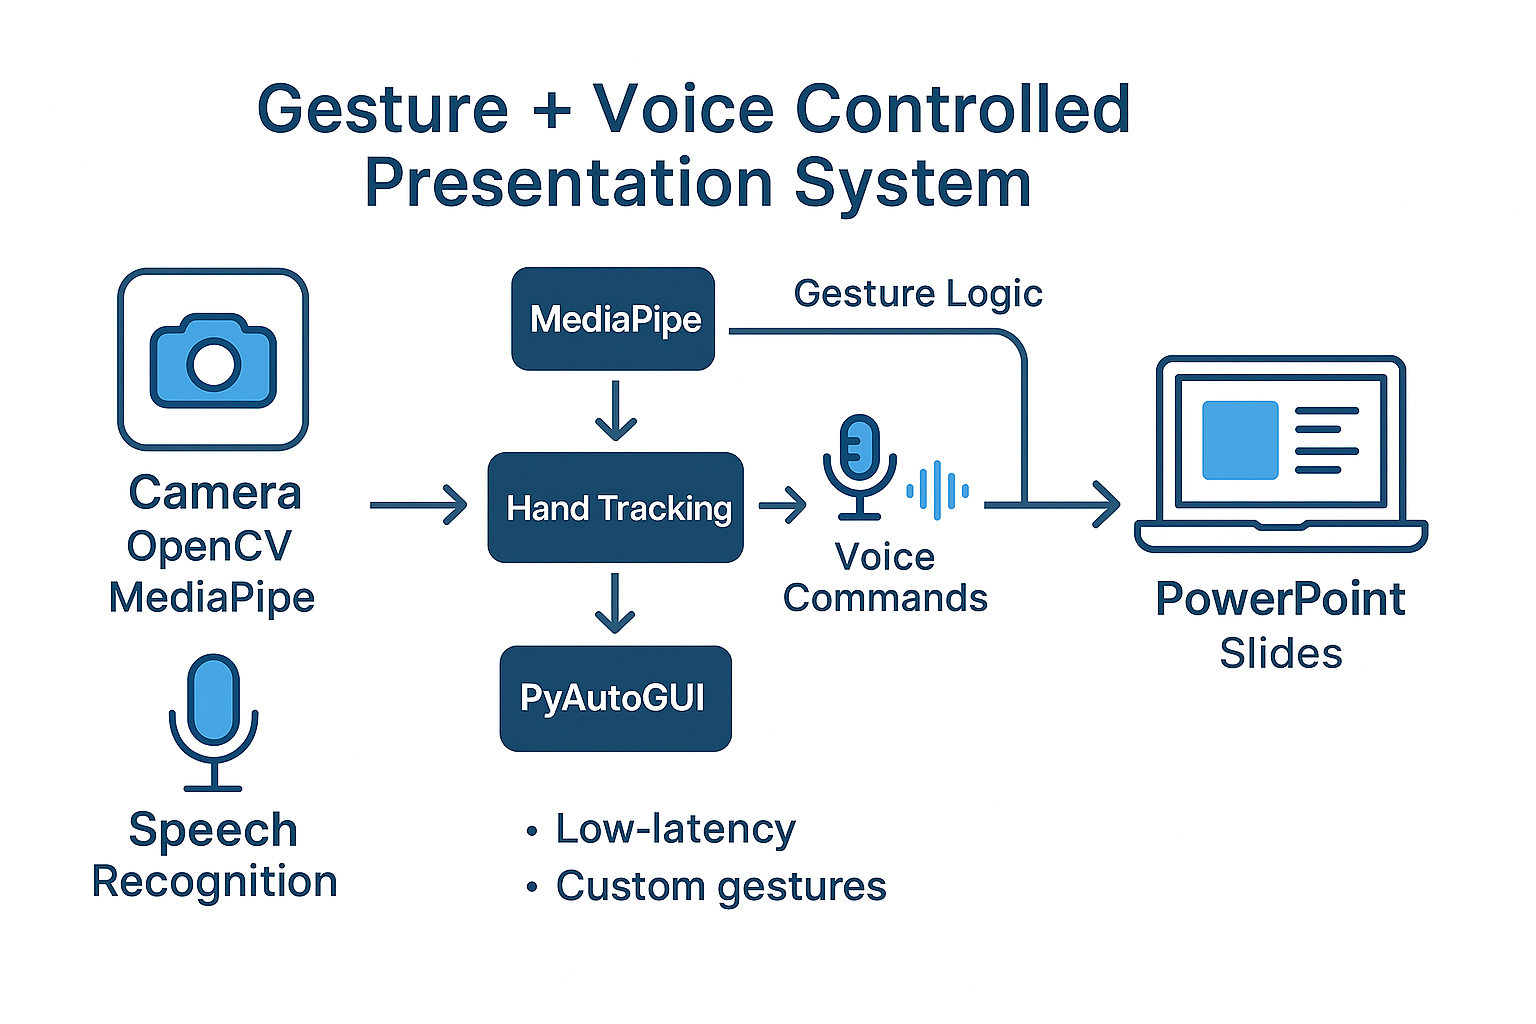 Gesture + Voice Controlled
Presentation System
Camera
OpenCV
MediaPipe
Speech
Recognition
MediaPipe
Hand Tracking
PyAutoGUI
Gesture Logic
Voice
Commands
PowerPoint
Slides
• Low-latency
• Custom gestures